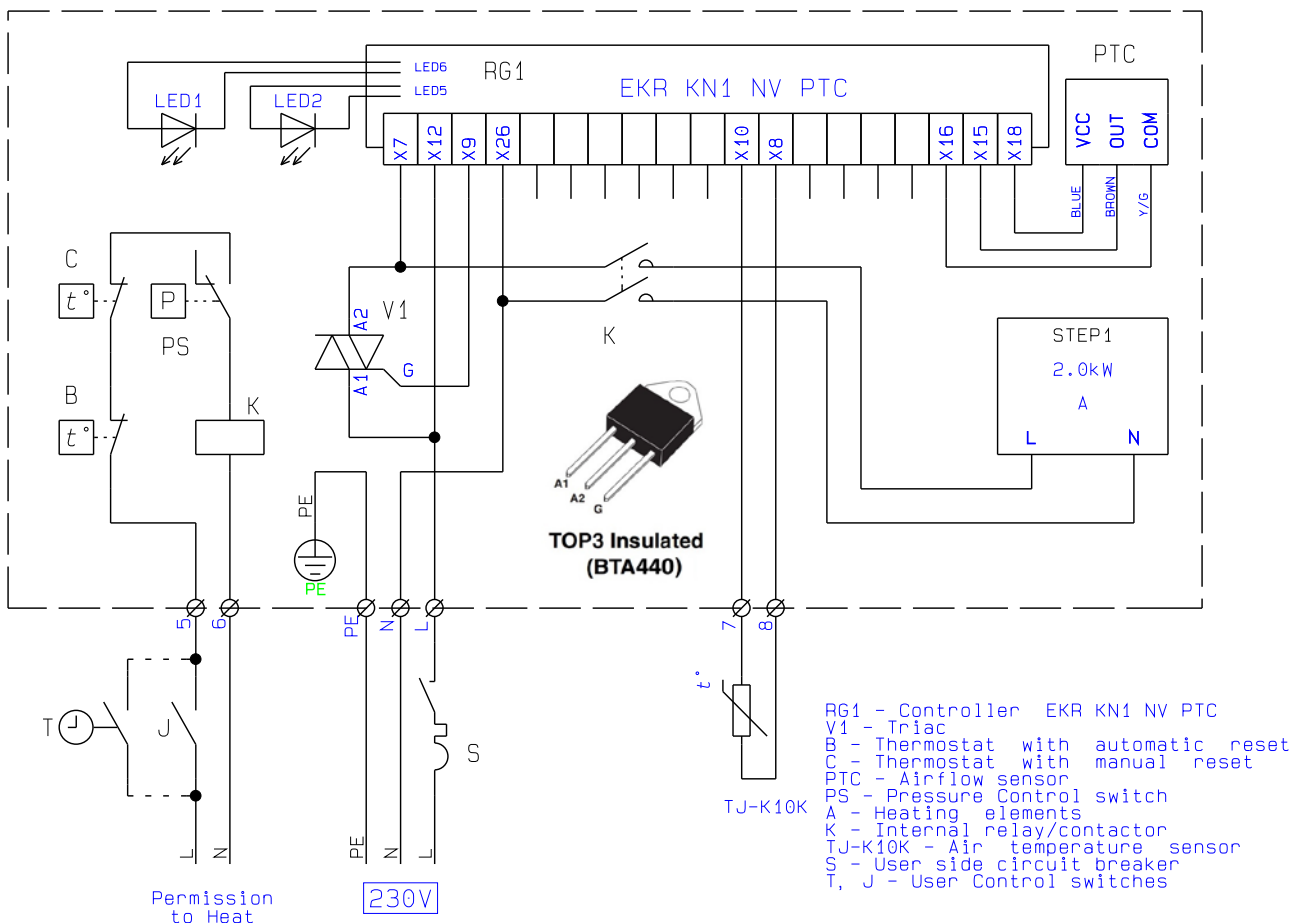 LED6
RG1
LED5
EKR KN1 NV PTC
PTC
LED1
LED2
X7
X12
X9
X26
X10
X8
X16
X15
X18
VCC
OUT
COM
BLUE
BROWN
Y/G
C
t°
P
PS
V1
A2
A1
G
K
B
t°
K
STEP1
2.0kW
A
L
N
A1
A2
G
TOP3 Insulated
(BTA440)
PE
PE
5
6
PE
N
L
7
8
t°
T
J
S
TJ-K10K
L
N
PE
N
L
Permission
to Heat
230V
RG1 - Controller EKR KN1 NV PTC
V1 - Triac
B - Thermostat with automatic reset
C - Thermostat with manual reset
PTC - Airflow sensor
PS - Pressure Control switch
A - Heating elements
K - Internal relay/contactor
TJ-K10K - Air temperature sensor
S - User side circuit breaker
T, J - User Control switches